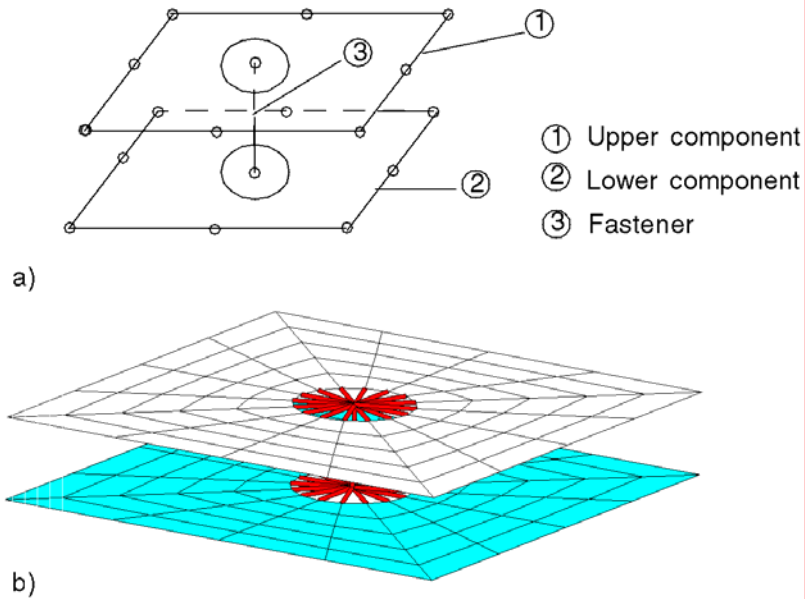 1
3
2
1 Upper component
2 Lower component
3 Fastener
a)
b)